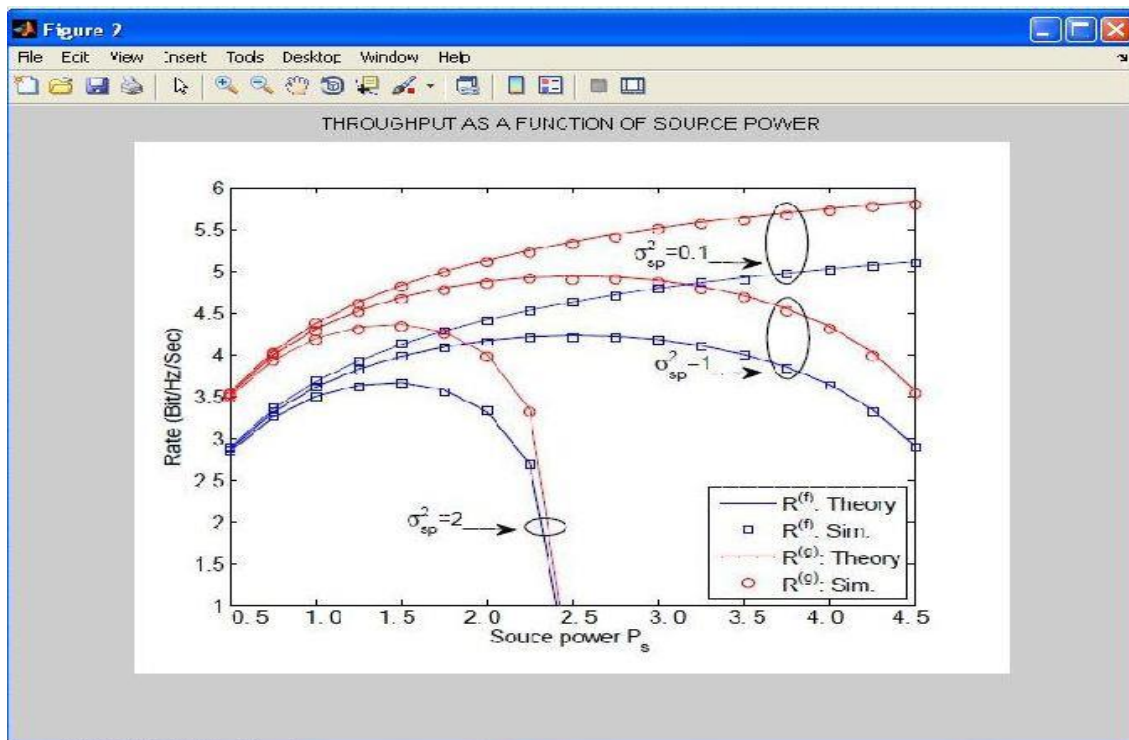 Figure 2
File Edit View Insert Tools Desktop Window Help
THROUGHPUT AS A FUNCTION OF SOURCE POWER
6
5.5
5
4.5
4
3.5
3
2.5
2
1.5
1
Rate (Bit/Hz/Sec)
σ²sp=0.1
σ²sp=1
σ²sp=2
R(f): Theory
R(f): Sim.
R(g): Theory
R(g): Sim.
0.5 1.0 1.5 2.0 2.5 3.0 3.5 4.0 4.5
Souce power Ps